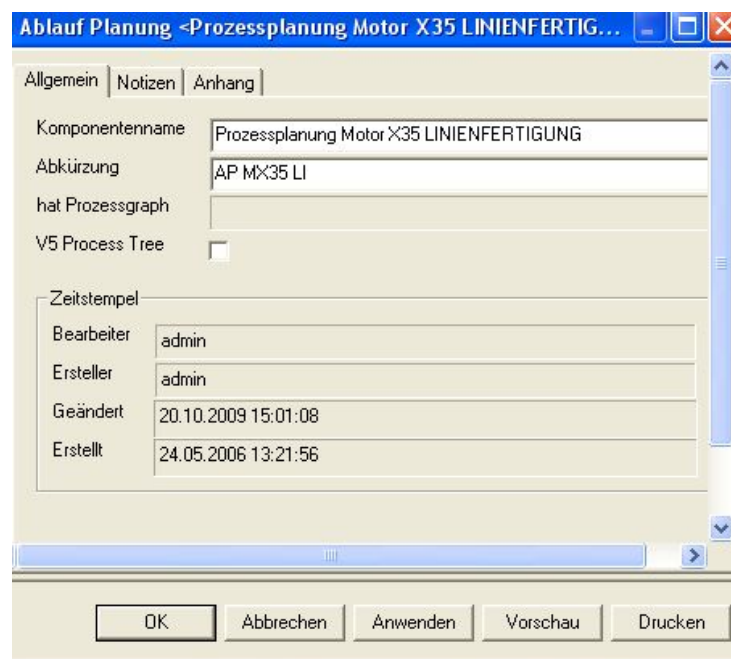 Ablauf Planung <Prozessplanung Motor X35 LINIENFERTIG...
Allgemein Notizen Anhang
Komponentenname Prozessplanung Motor X35 LINIENFERTIGUNG
Abkürzung AP MX35 LI
hat Prozessgraph
V5 Process Tree
Zeitstempel
Bearbeiter admin
Ersteller admin
Geändert 20.10.2009 15:01:08
Erstellt 24.05.2006 13:21:56
OK Abbrechen Anwenden Vorschau Drucken